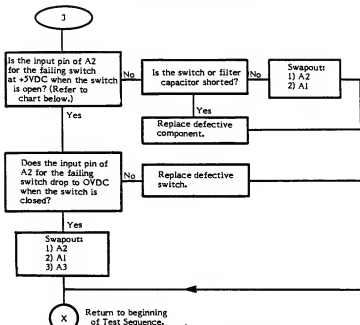 J
Is the input pin of A2
for the failing switch
at +5VDC when the switch
is open? (Refer to
chart below.)
No
Is the switch or filter
capacitor shorted?
No
Swapout:
1) A2
2) A1
Yes
Yes
Replace defective
component.
Does the input pin of
A2 for the failing
switch drop to 0VDC
when the switch is
closed?
No
Replace defective
switch.
Yes
Swapout:
1) A2
2) A1
3) A3
X
Return to beginning
of Test Sequence.